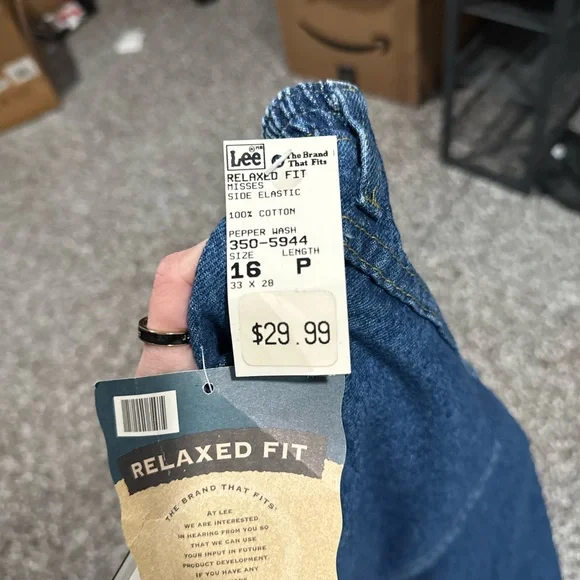 Lee The Brand
That Fits
RELAXED FIT
MISSES
SIDE ELASTIC
100% COTTON
PEPPER WASH
350-5944
SIZE LENGTH
16 P
33 X 28
$29.99
RELAXED FIT
THE BRAND THAT FITS
AT LEE
WE ARE INTERESTED
IN HEARING FROM YOU SO
THAT WE CAN USE
YOUR INPUT IN FUTURE
PRODUCT DEVELOPMENT.
IF YOU HAVE ANY